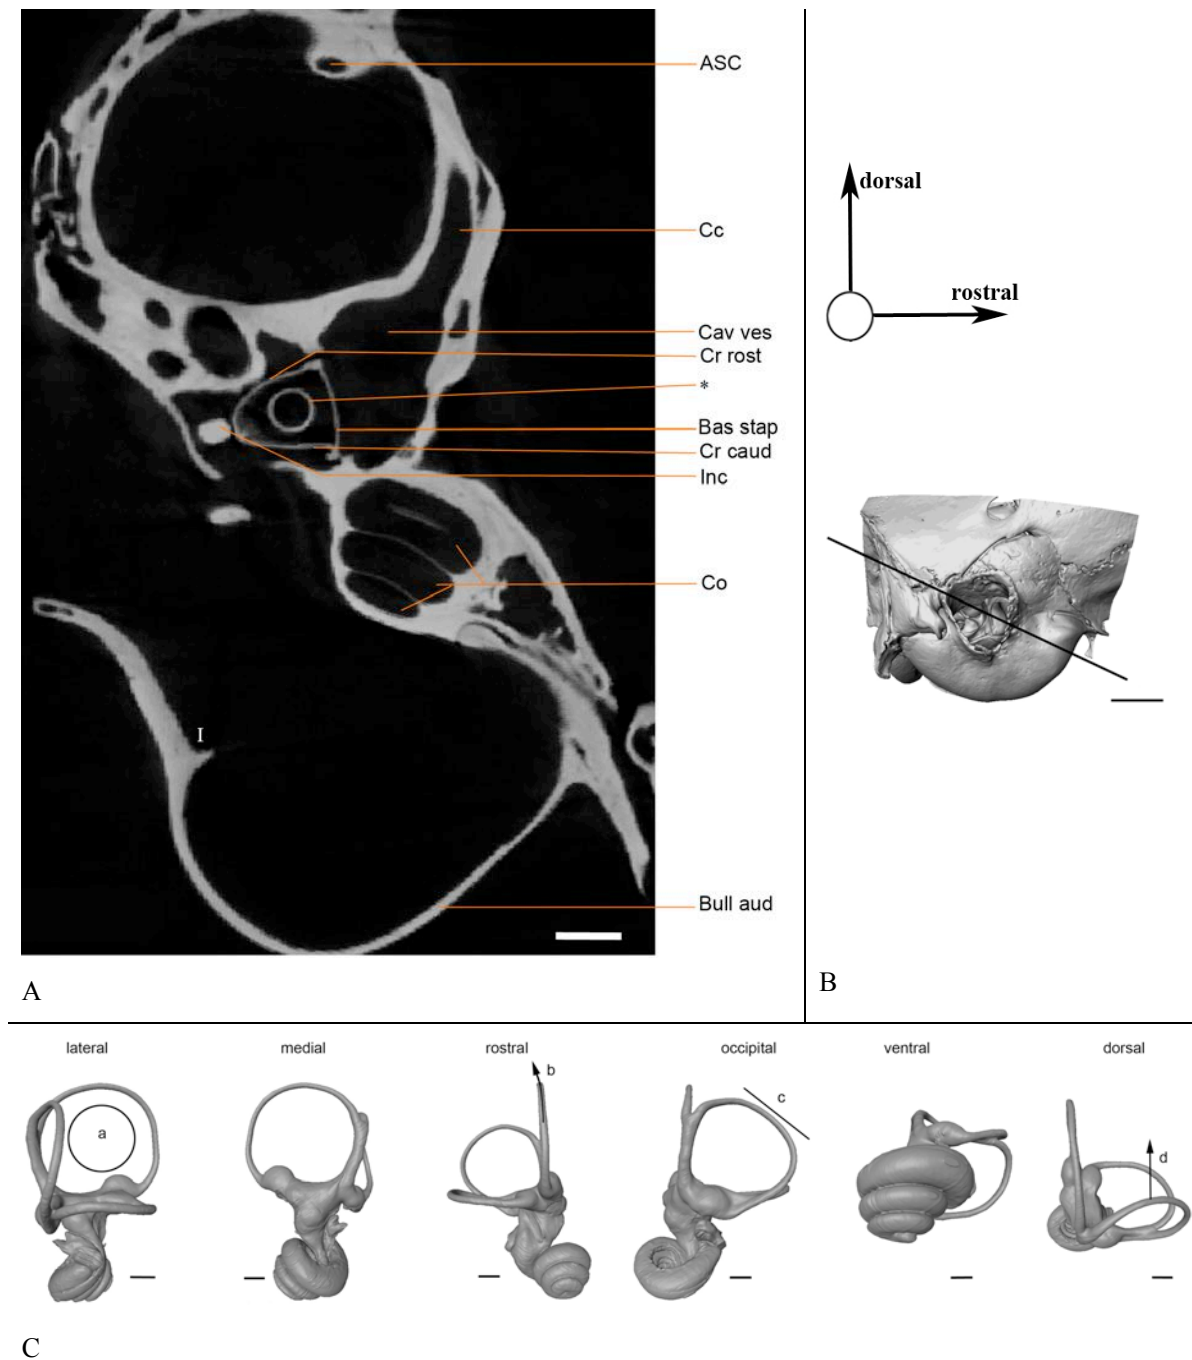 ASC
Cc
Cav ves
Cr rost
*
Bas stap
Cr caud
Inc
Co
I
Bull aud
A
dorsal
rostral
B
lateral
medial
rostral
occipital
ventral
dorsal
a
b
c
d
C